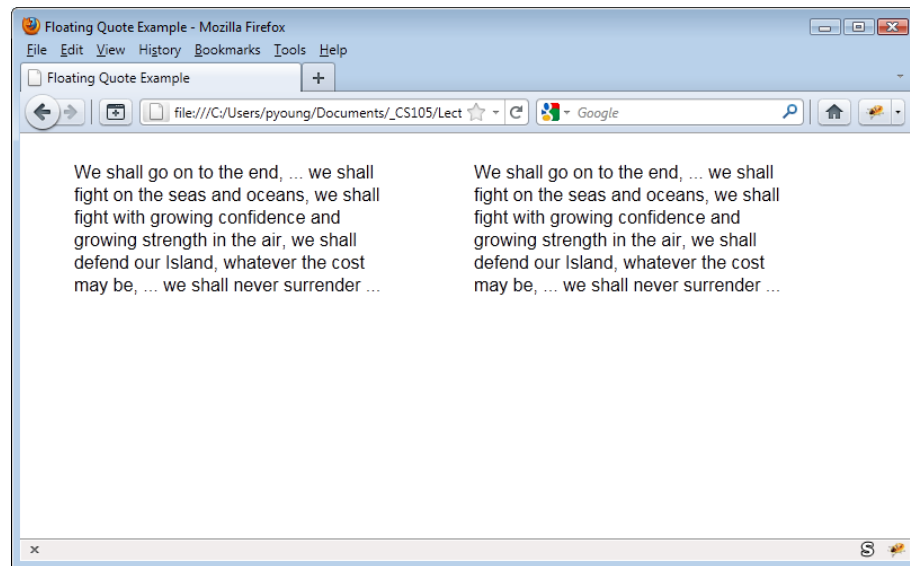 Floating Quote Example - Mozilla Firefox
File Edit View History Bookmarks Tools Help
Floating Quote Example
file:///C:/Users/pyoung/Documents/_CS105/Lect
Google
We shall go on to the end, ... we shall
fight on the seas and oceans, we shall
fight with growing confidence and
growing strength in the air, we shall
defend our Island, whatever the cost
may be, ... we shall never surrender ...
We shall go on to the end, ... we shall
fight on the seas and oceans, we shall
fight with growing confidence and
growing strength in the air, we shall
defend our Island, whatever the cost
may be, ... we shall never surrender ...